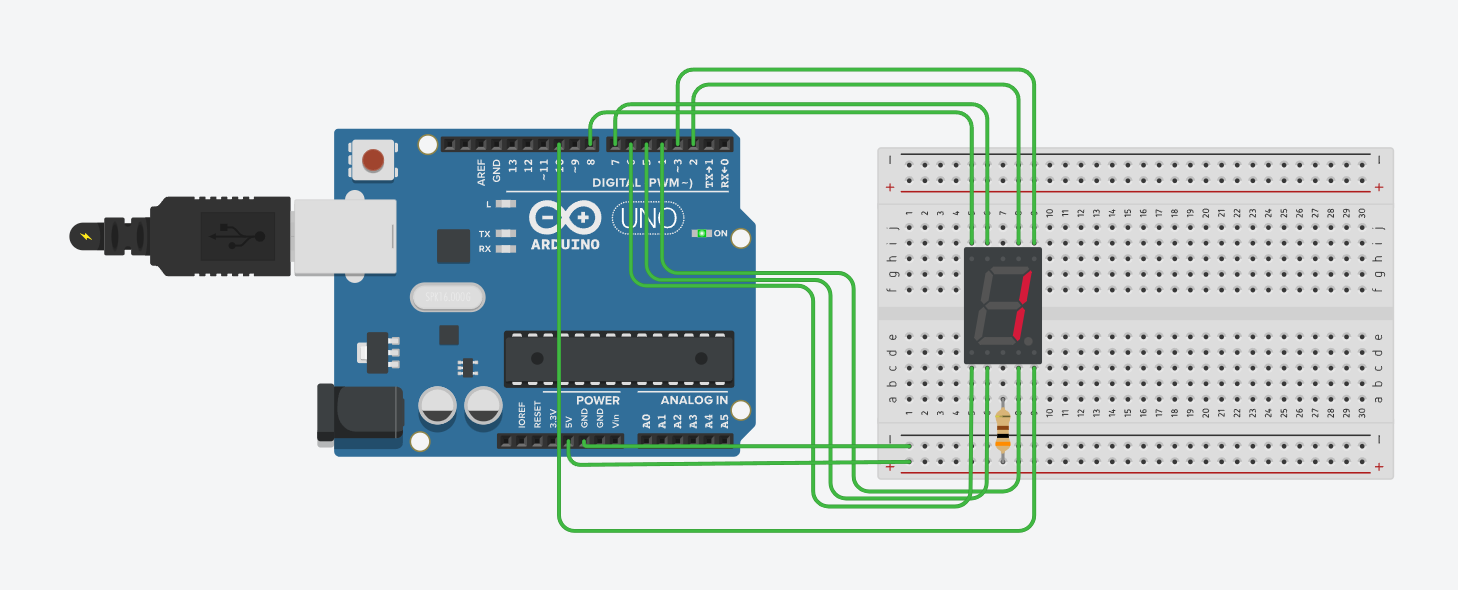 AREF
GND
13
12
~11
~9
8
7
~3
2
TX→1
RX←0
DIGITAL (PWM~)
L
TX
RX
UNO
ON
ARDUINO
POWER
ANALOG IN
IOREF
RESET
3.3V
5V
GND
GND
Vin
A0
A1
A2
A3
A4
A5
− −
+ +
1 2 3 4 5 6 7 8 9 10 11 12 13 14 15 16 17 18 19 20 21 22 23 24 25 26 27 28 29 30
j j
i i
h h
g g
f f
e e
d d
c c
b b
a a
1 2 3 4 5 6 7 8 9 10 11 12 13 14 15 16 17 18 19 20 21 22 23 24 25 26 27 28 29 30
− −
+ +